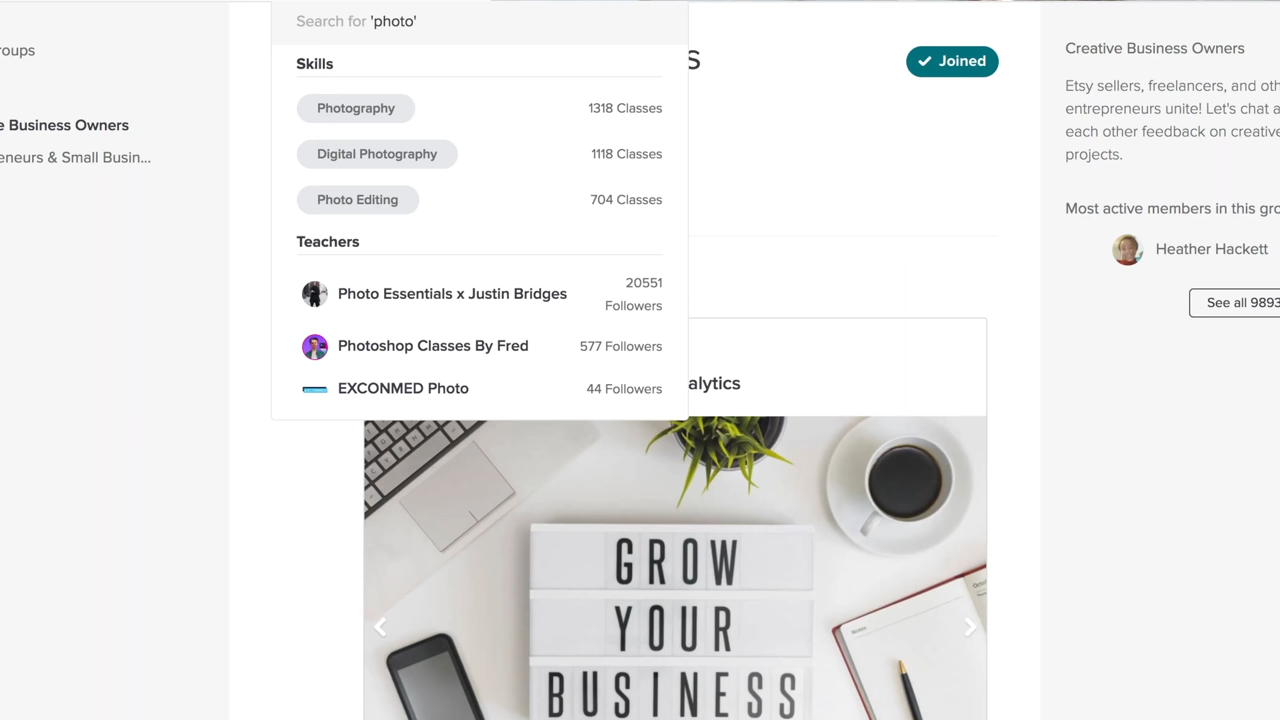 Search for 'photo'
Skills
Photography 1318 Classes
Digital Photography 1118 Classes
Photo Editing 704 Classes
Teachers
Photo Essentials x Justin Bridges 20551 Followers
Photoshop Classes By Fred 577 Followers
EXCONMED Photo 44 Followers
roups
e Business Owners
eneurs & Small Busin...
s
Joined
alytics
GROW
YOUR
BUSINESS
Creative Business Owners
Etsy sellers, freelancers, and oth
entrepreneurs unite! Let's chat a
each other feedback on creative
projects.
Most active members in this gro
Heather Hackett
See all 9893